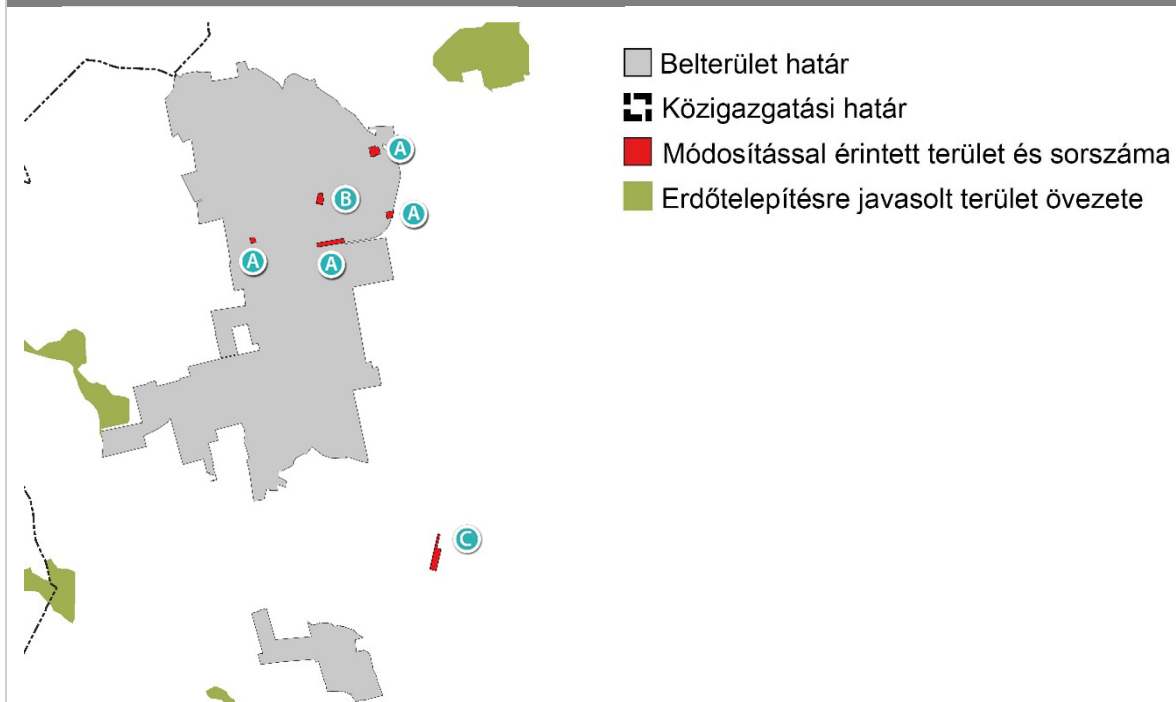 Belterület határ
Közigazgatási határ
Módosítással érintett terület és sorszáma
Erdőtelepítésre javasolt terület övezete
A
B
A
A
A
C